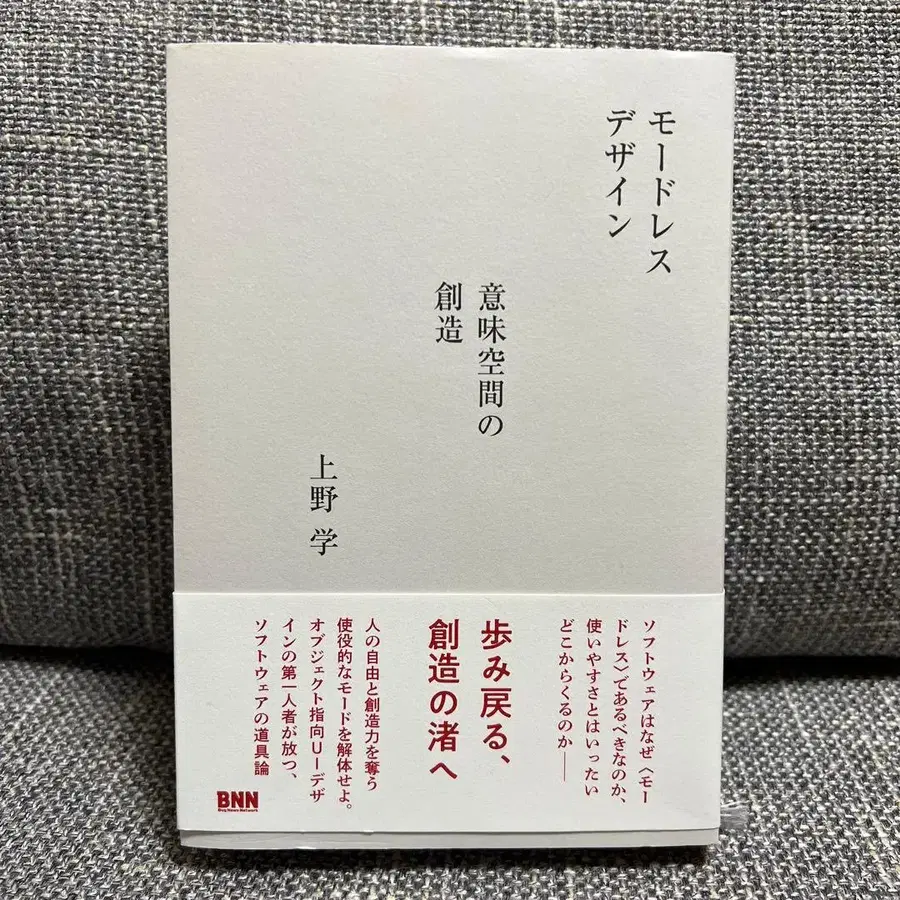 モードレス
デザイン
意味空間の
創造
上野 学
ソフトウェアはなぜ〈モー
ドレス〉であるべきなのか、
使いやすさとはいったい
どこからくるのか――
歩み戻る、
創造の渚へ
人の自由と創造力を奪う
使役的なモードを解体せよ。
オブジェクト指向UIデザ
インの第一人者が放つ、
ソフトウェアの道具論
BNN
Bug News Network